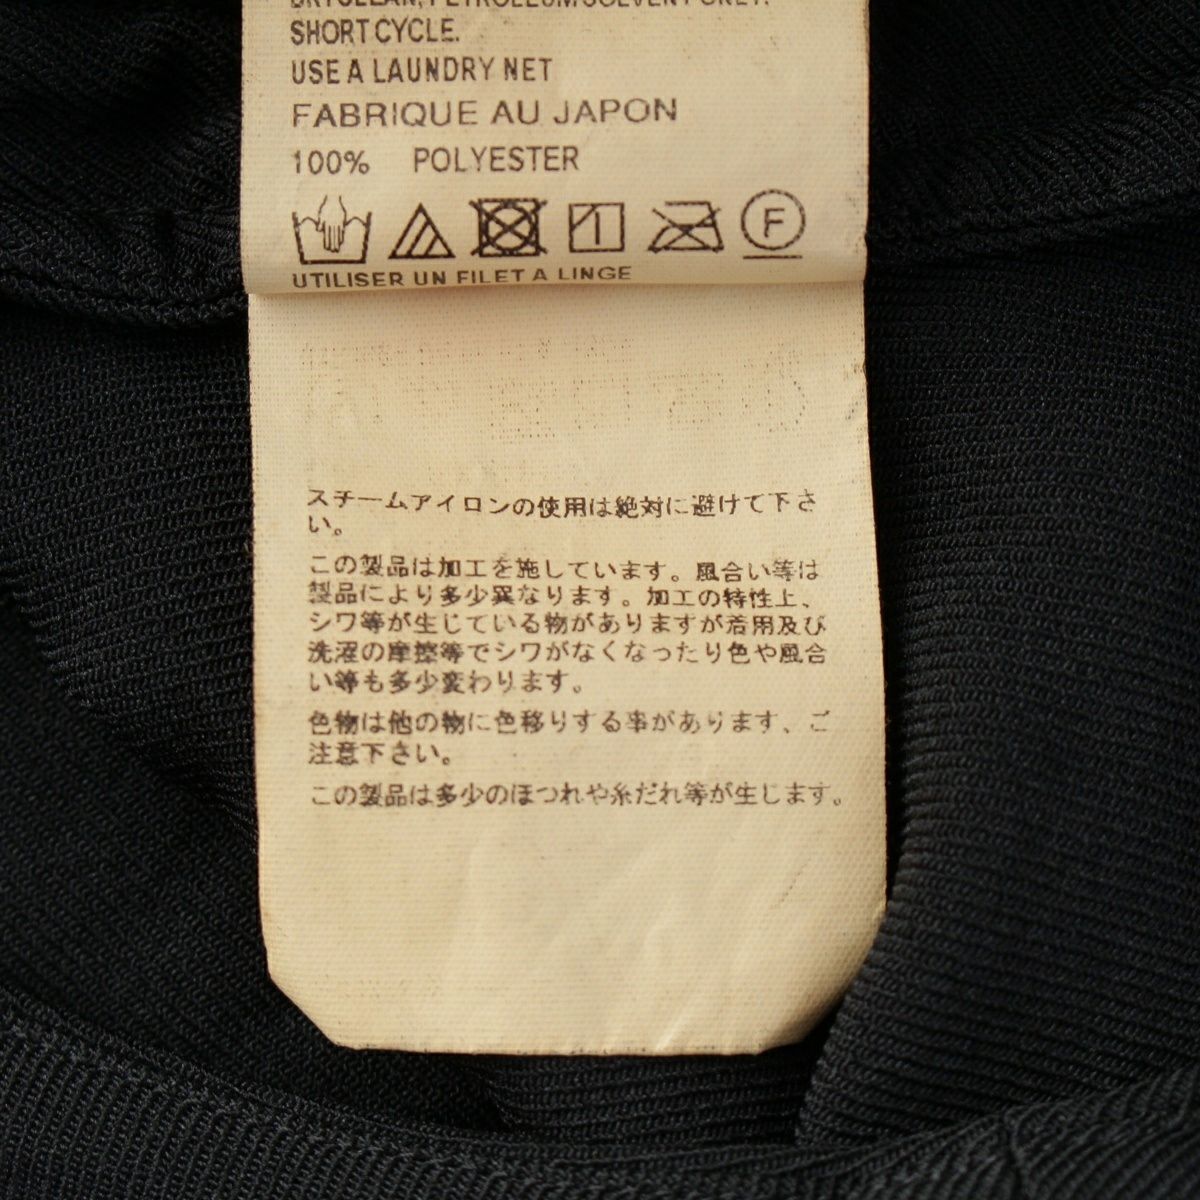 DRYCLEAN, PETROLEUM SOLVENT ONLY.
SHORT CYCLE.
USE A LAUNDRY NET
FABRIQUE AU JAPON
100% POLYESTER
F
UTILISER UN FILET A LINGE
スチームアイロンの使用は絶対に避けて下さ
い。
この製品は加工を施しています。風合い等は
製品により多少異なります。加工の特性上、
シワ等が生じている物がありますが着用及び
洗濯の摩擦等でシワがなくなったり色や風合
い等も多少変わります。
色物は他の物に色移りする事があります、ご
注意下さい。
この製品は多少のほつれや糸だれ等が生じます。